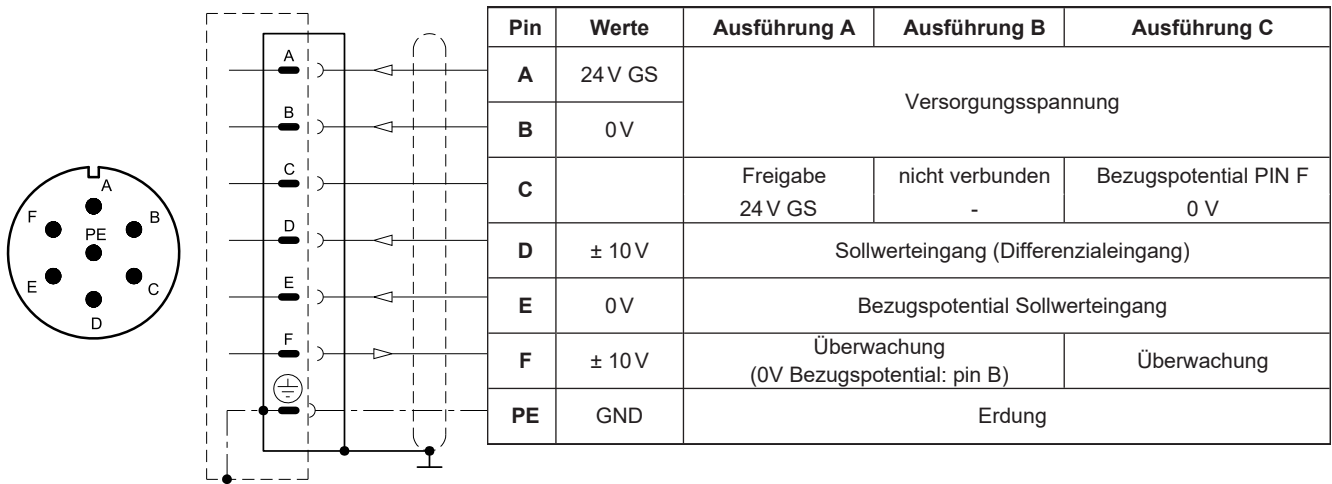 A
B
C
D
E
F
PE
A
B
C
D
E
F
Pin Werte Ausführung A Ausführung B Ausführung C
A 24 V GS Versorgungsspannung
B 0 V
C Freigabe nicht verbunden Bezugspotential PIN F
24 V GS - 0 V
D ± 10 V Sollwerteingang (Differenzialeingang)
E 0 V Bezugspotential Sollwerteingang
F ± 10 V Überwachung Überwachung
(0V Bezugspotential: pin B)
PE GND Erdung